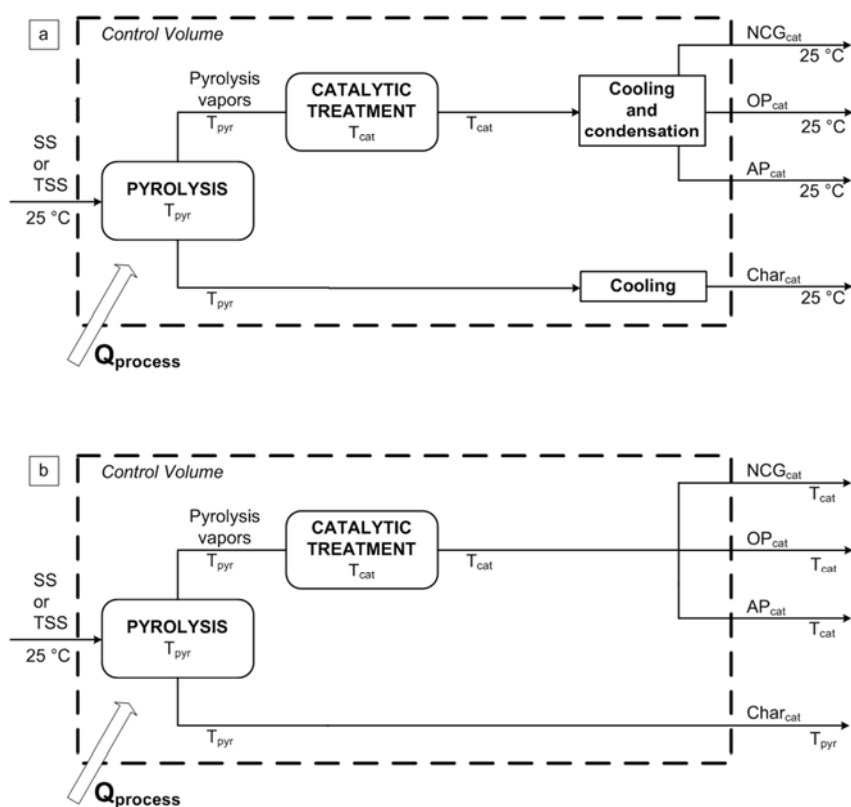 a
Control Volume
NCGcat
25 °C
Pyrolysis
vapors
Tpyr
CATALYTIC
TREATMENT
Tcat
Tcat
Cooling
and
condensation
OPcat
25 °C
SS
or
TSS
25 °C
PYROLYSIS
Tpyr
APcat
25 °C
Tpyr
Cooling
Charcat
25 °C
Qprocess
b
Control Volume
NCGcat
Tcat
Pyrolysis
vapors
Tpyr
CATALYTIC
TREATMENT
Tcat
Tcat
OPcat
Tcat
SS
or
TSS
25 °C
PYROLYSIS
Tpyr
APcat
Tcat
Tpyr
Charcat
Tpyr
Qprocess